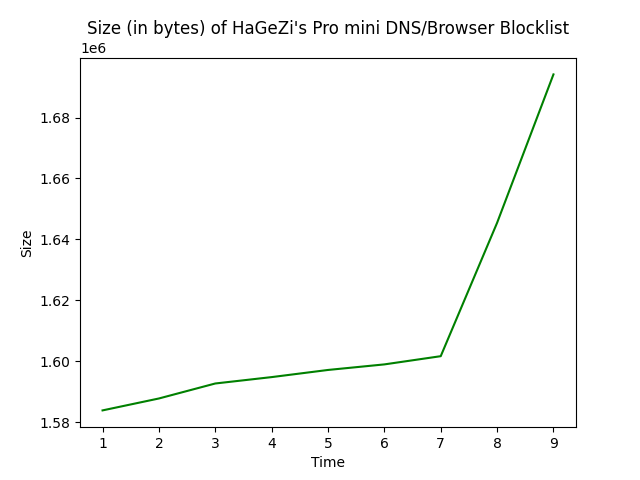 Size (in bytes) of HaGeZi's Pro mini DNS/Browser Blocklist
1e6
1.68
1.66
1.64
1.62
1.60
1.58
Size
1 2 3 4 5 6 7 8 9
Time